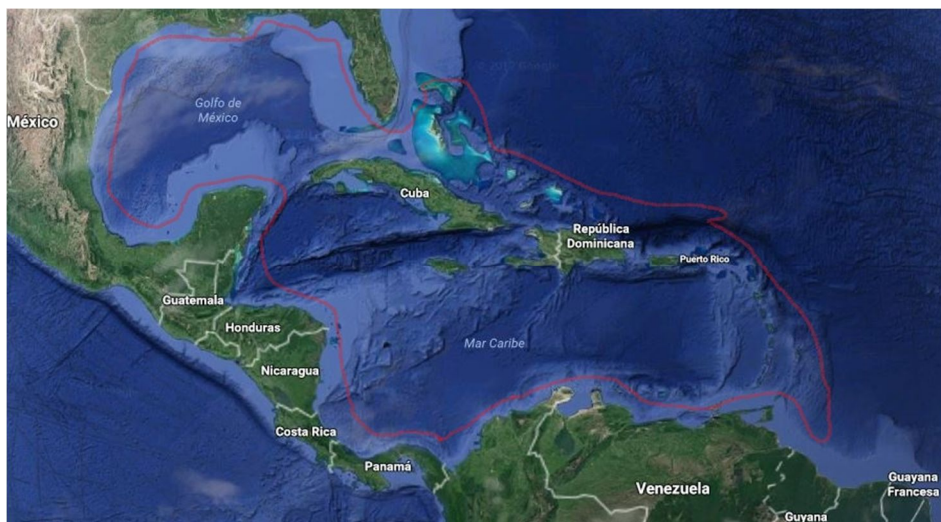 Golfo de
México
México
Cuba
República
Dominicana
Puerto Rico
Guatemala
Honduras
Mar Caribe
Nicaragua
Costa Rica
Panamá
Venezuela
Guayana
Francesa
Guyana